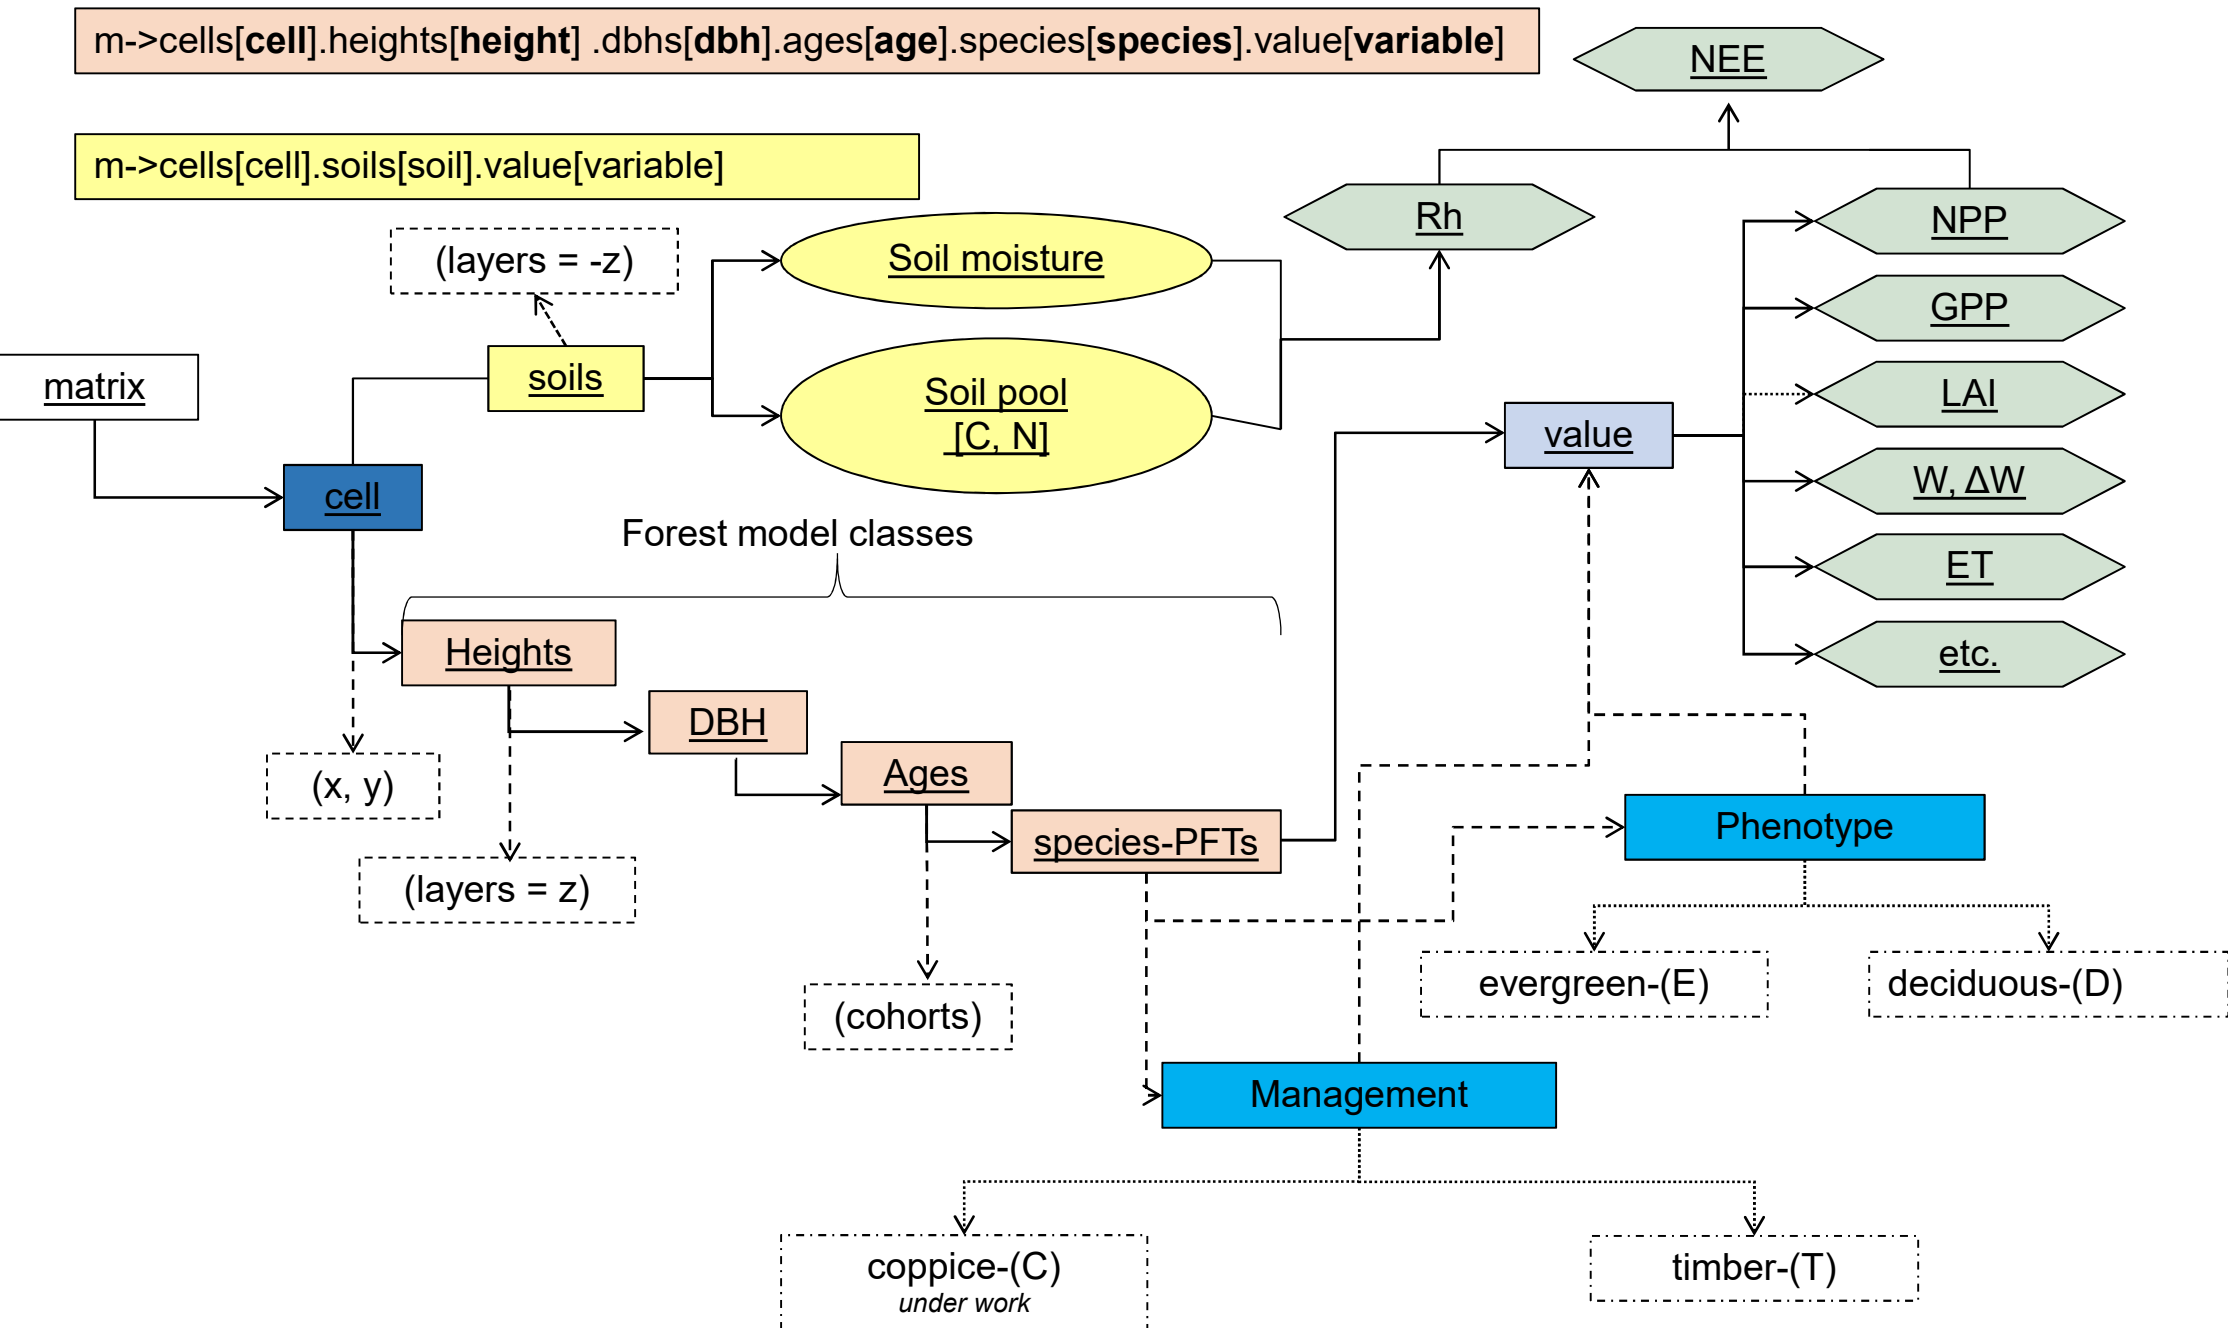 m->cells[cell].heights[height] .dbhs[dbh].ages[age].species[species].value[variable]
NEE
m->cells[cell].soils[soil].value[variable]
Rh
NPP
(layers = -z)
Soil moisture
GPP
matrix
soils
Soil pool
[C, N]
LAI
value
cell
W, ΔW
Forest model classes
ET
Heights
etc.
DBH
(x, y)
Ages
species-PFTs
Phenotype
(layers = z)
(cohorts)
evergreen-(E)
deciduous-(D)
Management
coppice-(C)
under work
timber-(T)